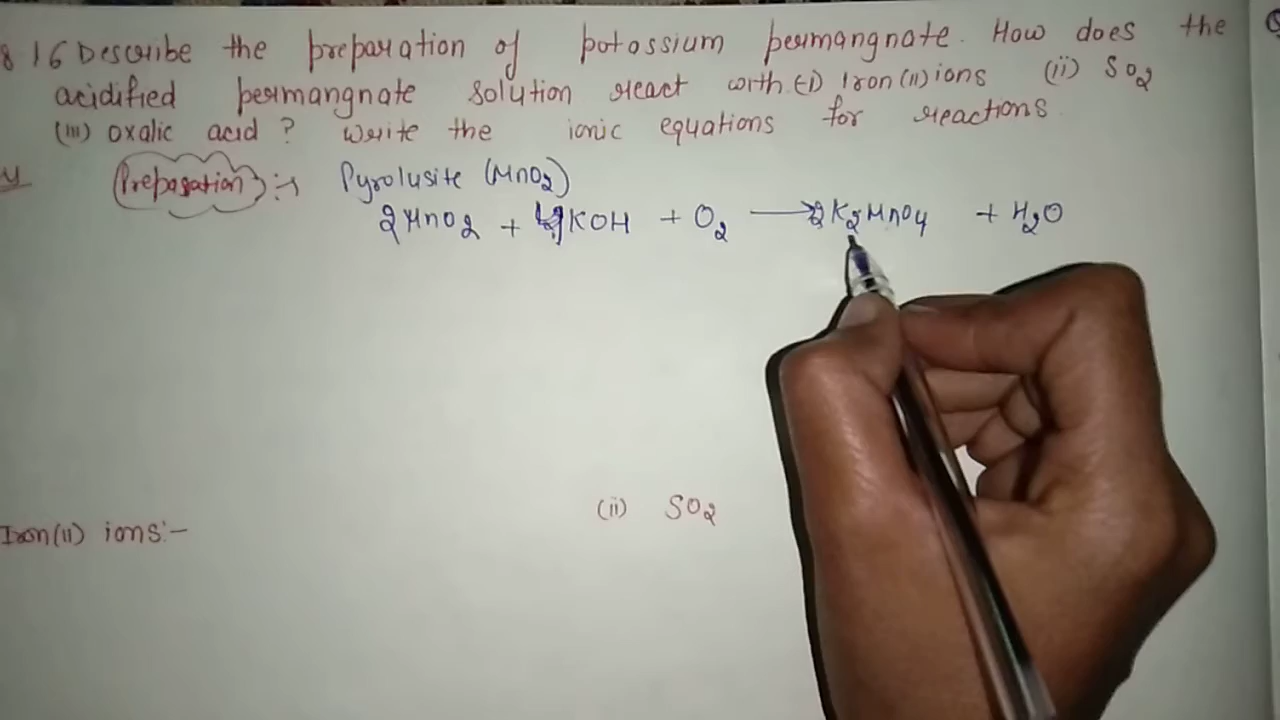 8 16 Describe the preparation of potossium permangnate. How does the
acidified permangnate solution react with (i) Iron(II) ions (ii) SO2
(iii) oxalic acid? Write the ionic equations for reactions
Preparation :→ Pyrolusite (MnO2)
2MnO2 + 4KOH + O2 → 2K2MnO4 + H2O
Iron(II) ions:- (ii) SO2